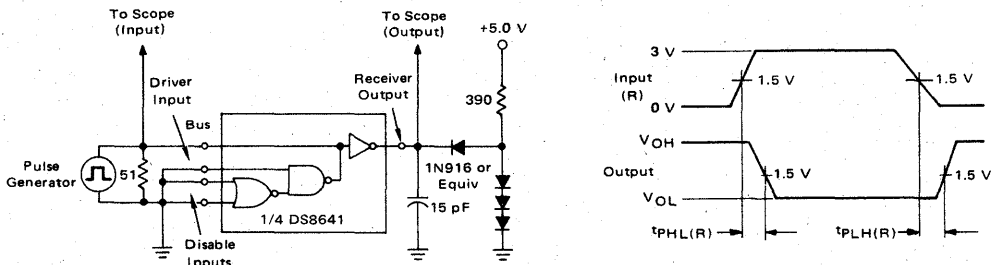 To Scope
(Input)
To Scope
(Output)
+5.0 V
Receiver
Output
Driver
Input
Bus
390
Pulse
Generator
51
1N916 or
Equiv
15 pF
1/4 DS8641
Disable
Inputs
3 V
Input
(R)
0 V
1.5 V
1.5 V
VOH
Output
VOL
1.5 V
1.5 V
tPHL(R)
tPLH(R)